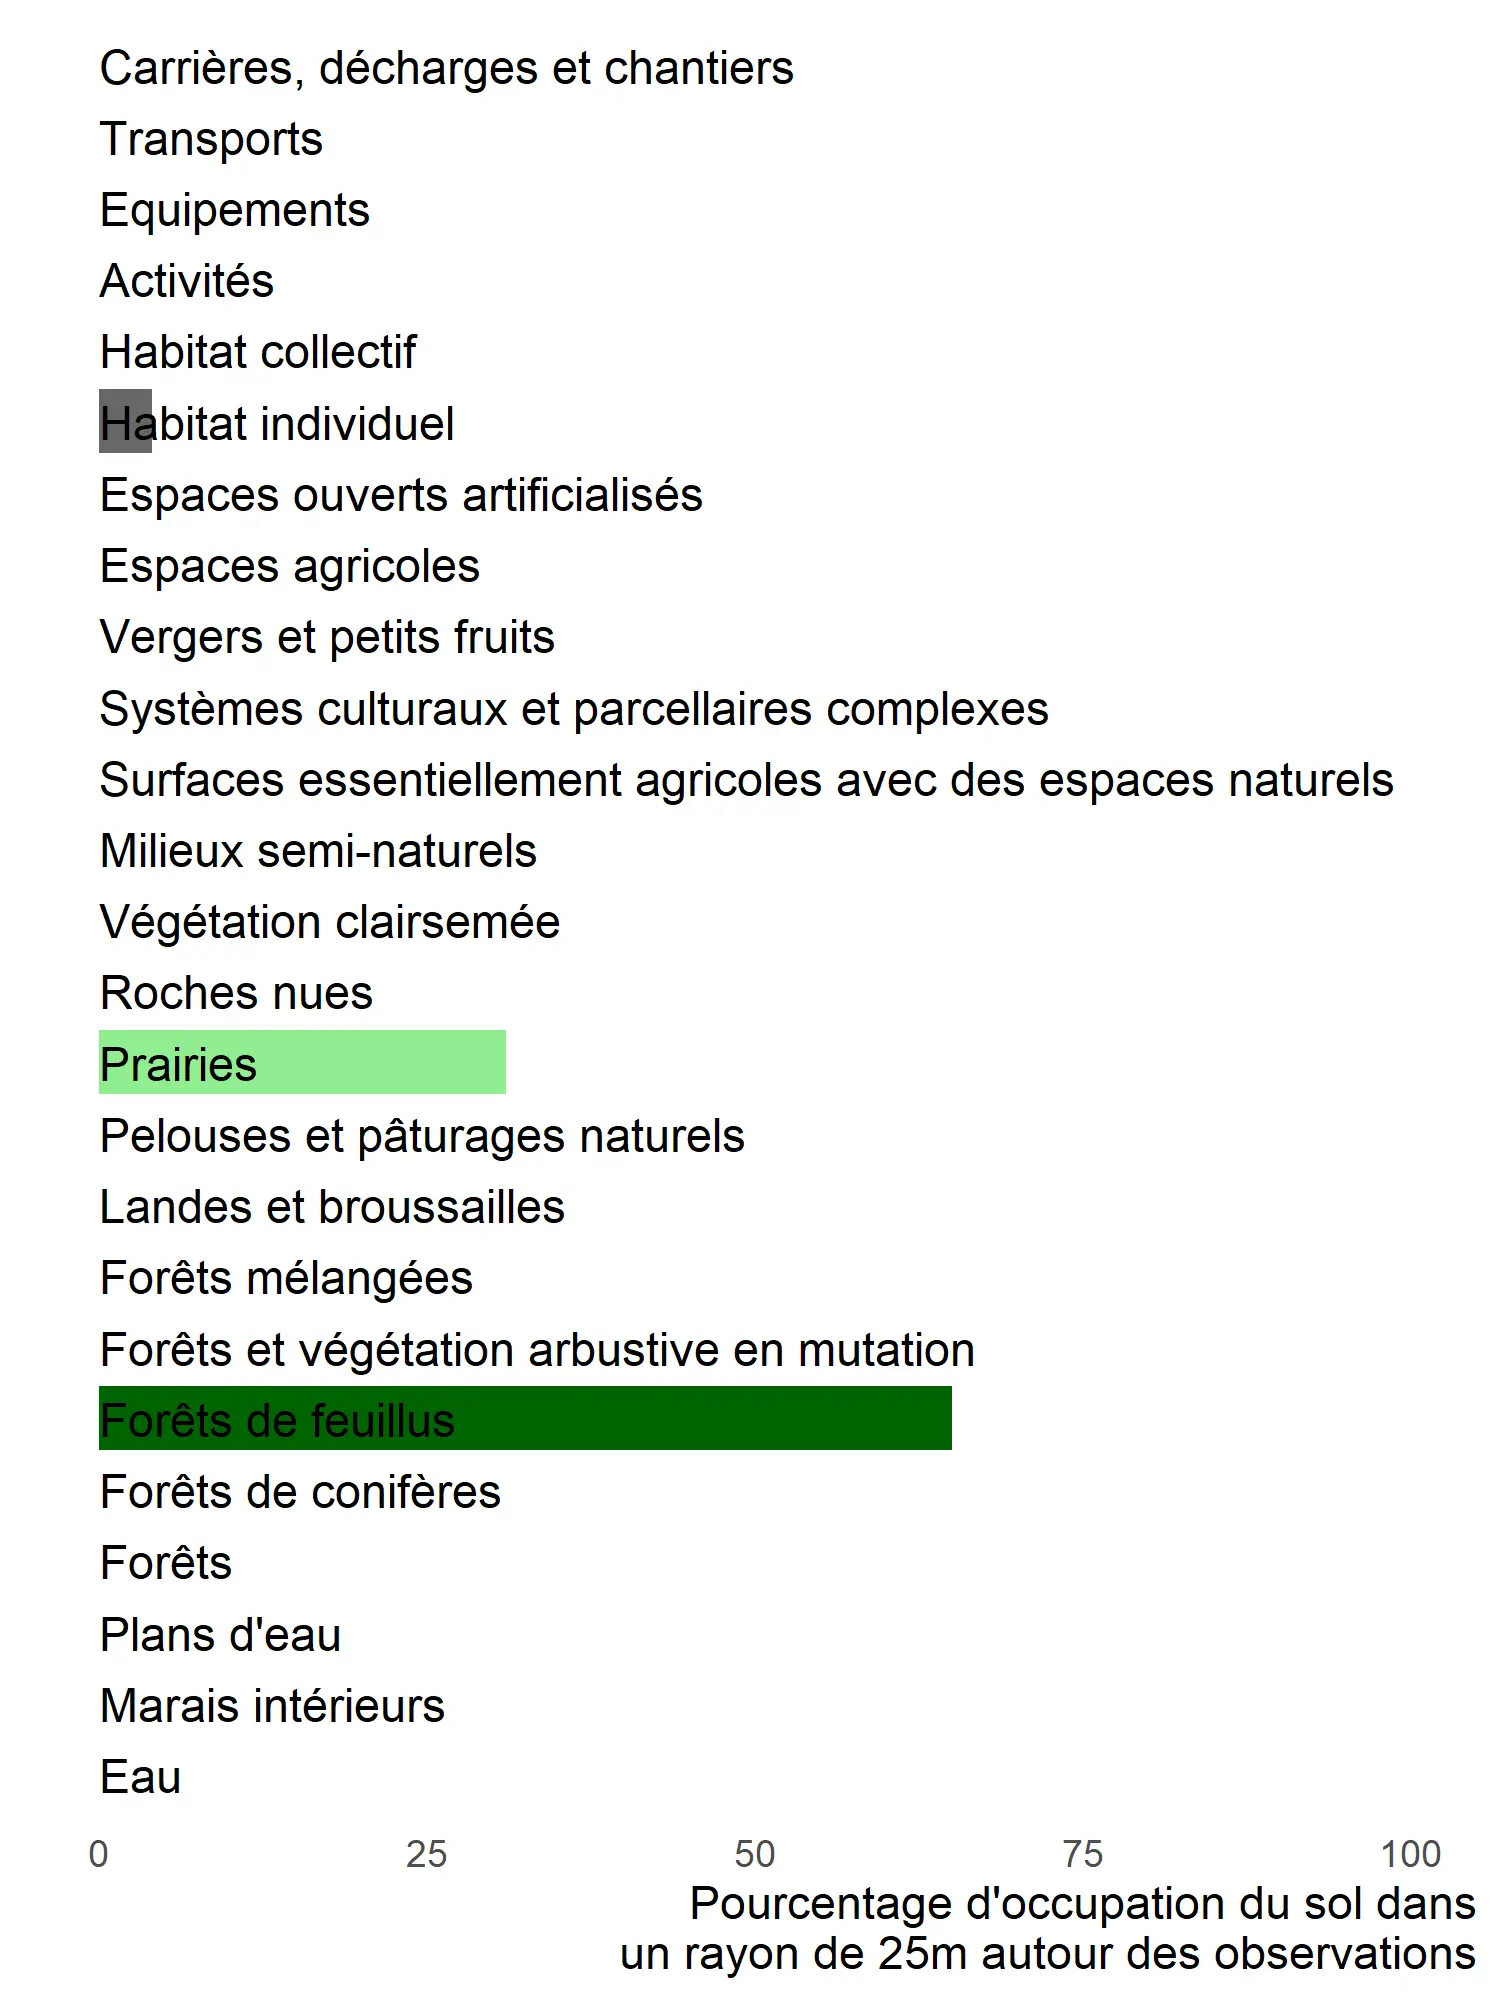 Carrières, décharges et chantiers
Transports
Equipements
Activités
Habitat collectif
Habitat individuel
Espaces ouverts artificialisés
Espaces agricoles
Vergers et petits fruits
Systèmes culturaux et parcellaires complexes
Surfaces essentiellement agricoles avec des espaces naturels
Milieux semi-naturels
Végétation clairsemée
Roches nues
Prairies
Pelouses et pâturages naturels
Landes et broussailles
Forêts mélangées
Forêts et végétation arbustive en mutation
Forêts de feuillus
Forêts de conifères
Forêts
Plans d'eau
Marais intérieurs
Eau
0 25 50 75 100
Pourcentage d'occupation du sol dans
un rayon de 25m autour des observations